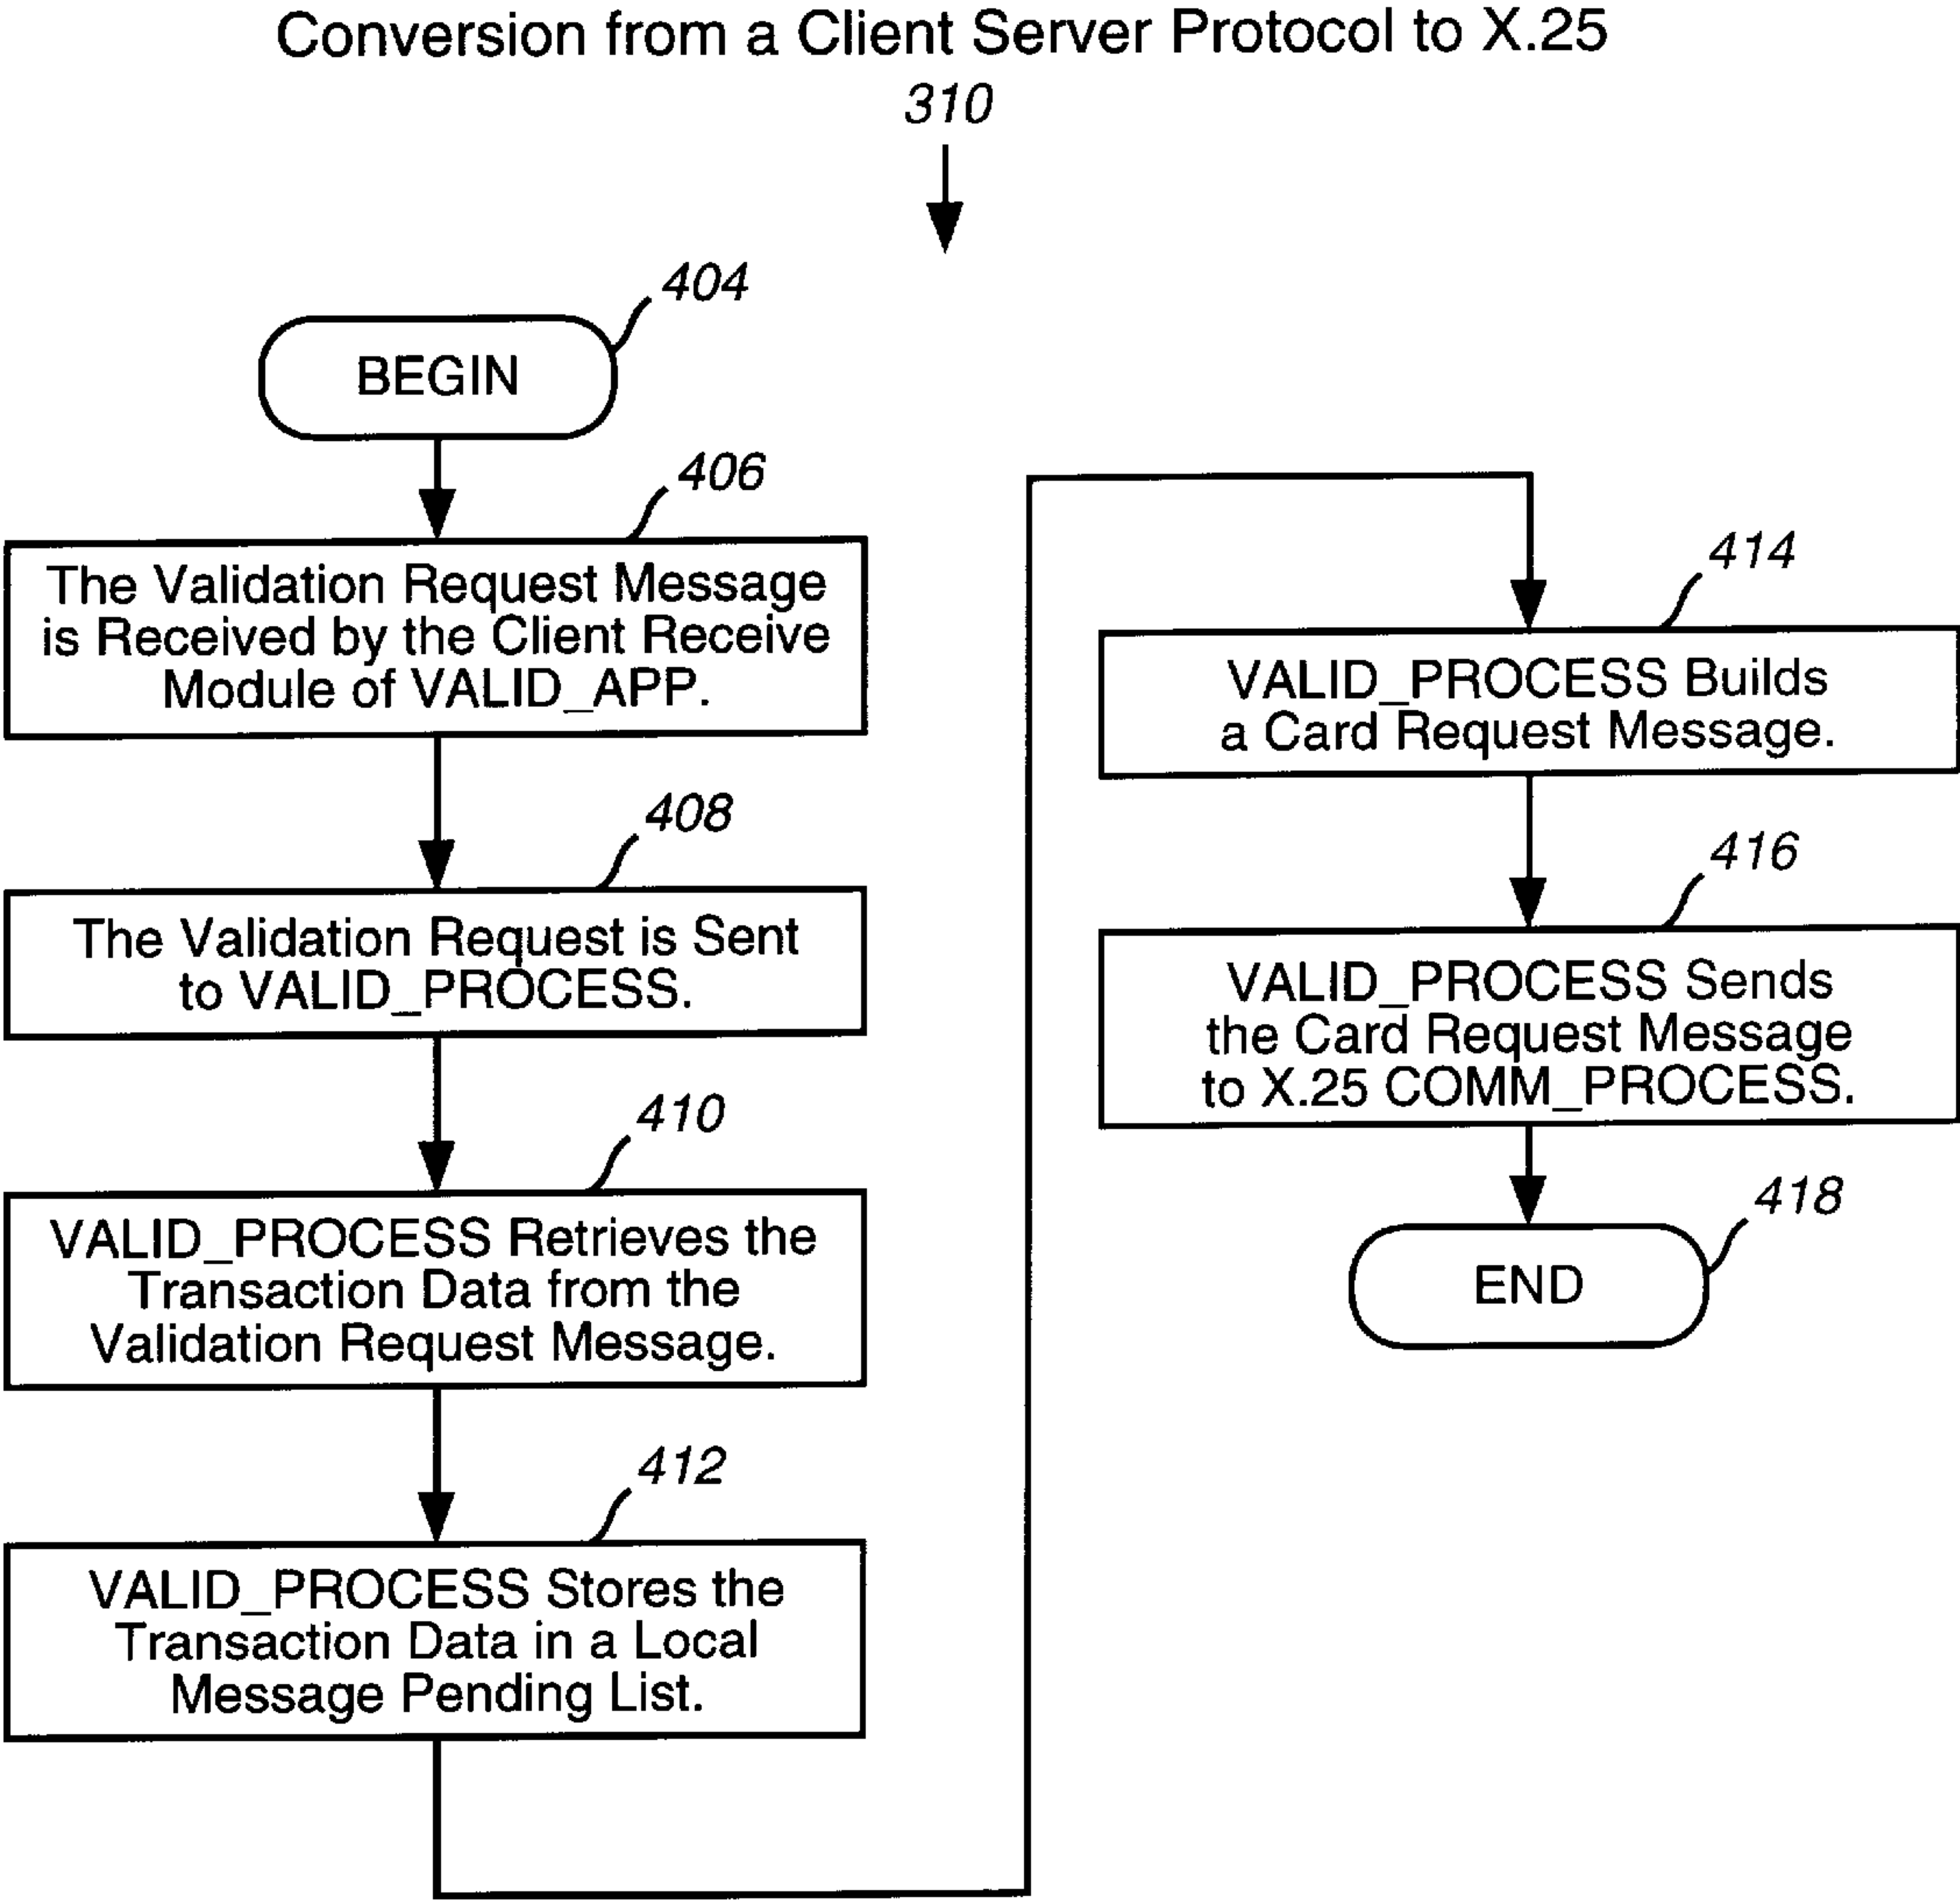 Conversion from a Client Server Protocol to X.25
310
404
BEGIN
406
The Validation Request Message
is Received by the Client Receive
Module of VALID_APP.
408
The Validation Request is Sent
to VALID_PROCESS.
410
VALID_PROCESS Retrieves the
Transaction Data from the
Validation Request Message.
412
VALID_PROCESS Stores the
Transaction Data in a Local
Message Pending List.
414
VALID_PROCESS Builds
a Card Request Message.
416
VALID_PROCESS Sends
the Card Request Message
to X.25 COMM_PROCESS.
418
END